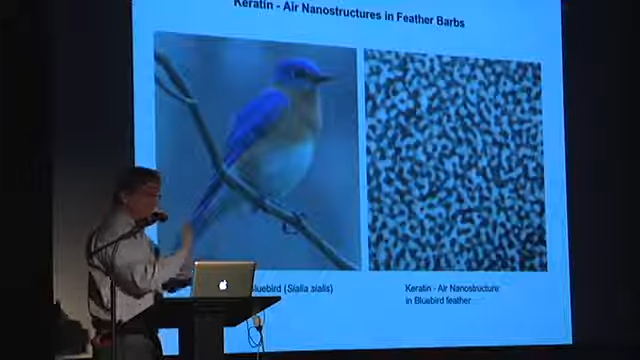 Keratin - Air Nanostructures in Feather Barbs
Bluebird (Sialia sialis)
Keratin - Air Nanostructure
in Bluebird feather